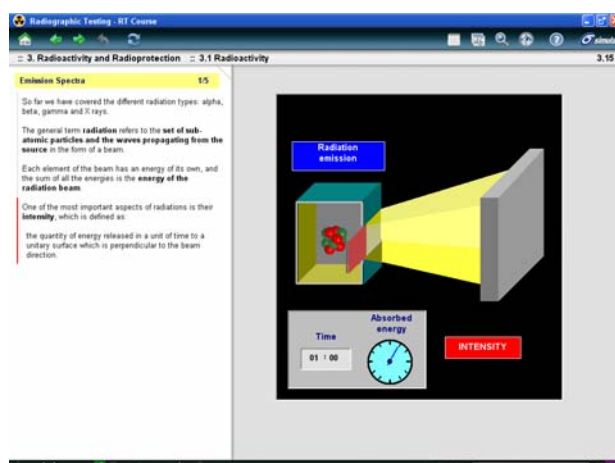 Radiographic Testing - RT Course
:: 3. Radioactivity and Radioprotection :: 3.1 Radioactivity 3.15
Emission Spectra 1/5
So far we have covered the different radiation types: alpha,
beta, gamma and X rays.
The general term radiation refers to the set of sub-
atomic particles and the waves propagating from the
source in the form of a beam.
Each element of the beam has an energy of its own, and
the sum of all the energies is the energy of the
radiation beam.
One of the most important aspects of radiations is their
intensity, which is defined as:
the quantity of energy released in a unit of time to a
unitary surface which is perpendicular to the beam
direction.
Radiation
emission
Time
01 : 00
Absorbed
energy
INTENSITY